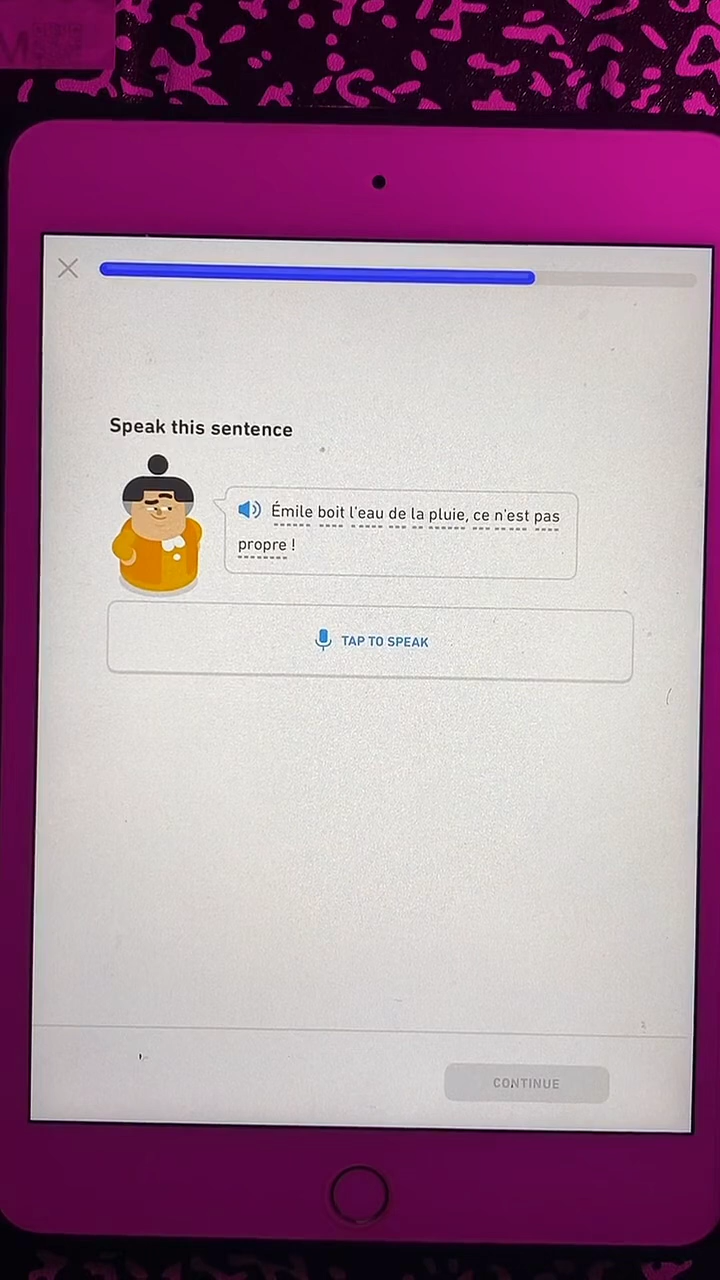 Speak this sentence
Émile boit l'eau de la pluie, ce n'est pas
propre !
TAP TO SPEAK
CONTINUE